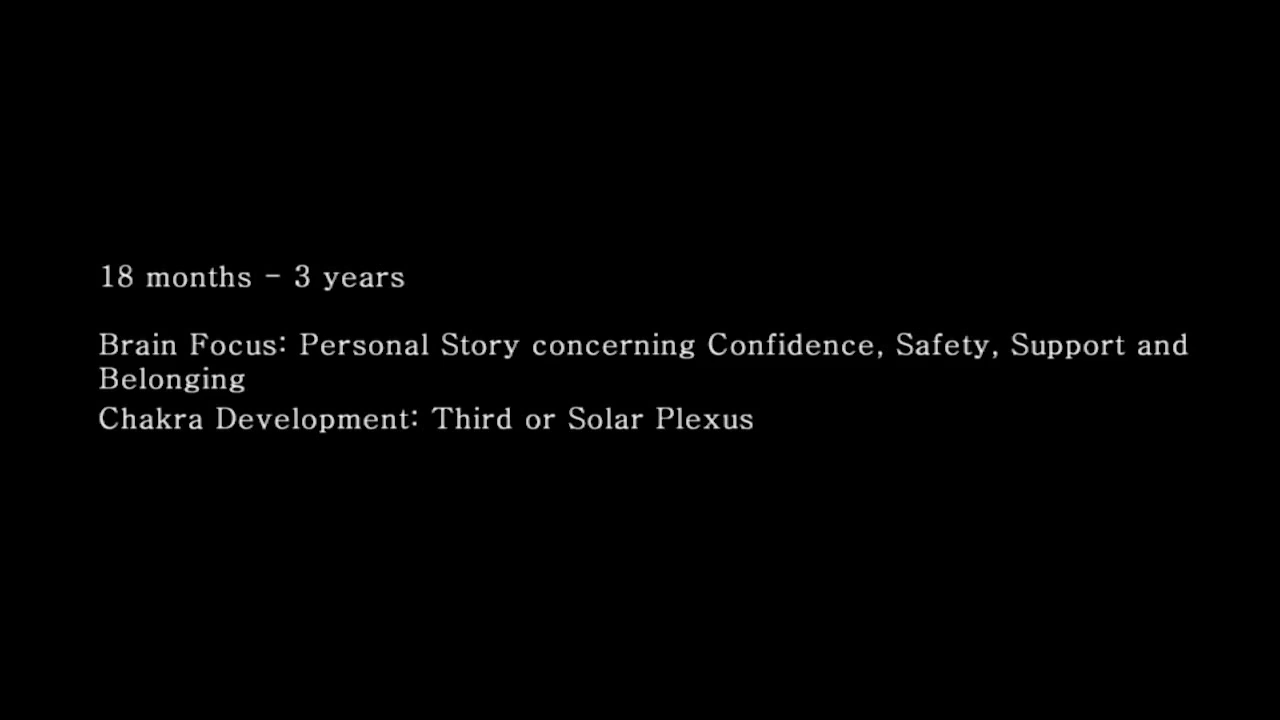 18 months - 3 years
Brain Focus: Personal Story concerning Confidence, Safety, Support and
Belonging
Chakra Development: Third or Solar Plexus